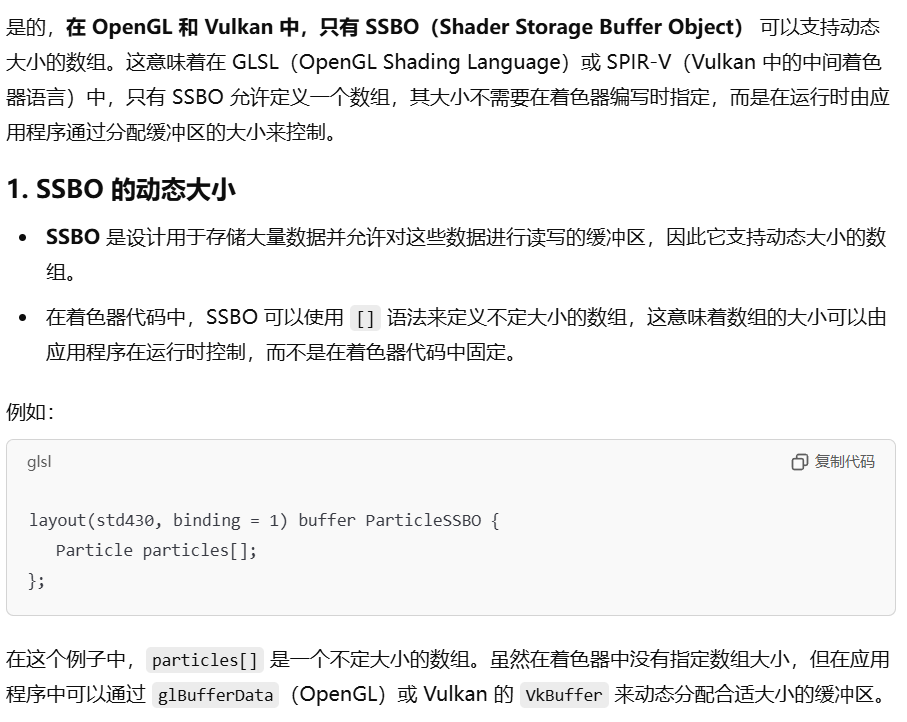 是的，在 OpenGL 和 Vulkan 中，只有 SSBO（Shader Storage Buffer Object） 可以支持动态
大小的数组。这意味着在 GLSL（OpenGL Shading Language）或 SPIR-V（Vulkan 中的中间着色
器语言）中，只有 SSBO 允许定义一个数组，其大小不需要在着色器编写时指定，而是在运行时由应
用程序通过分配缓冲区的大小来控制。
1. SSBO 的动态大小
• SSBO 是设计用于存储大量数据并允许对这些数据进行读写的缓冲区，因此它支持动态大小的数
组。
• 在着色器代码中，SSBO 可以使用 [] 语法来定义不定大小的数组，这意味着数组的大小可以由
应用程序在运行时控制，而不是在着色器代码中固定。
例如：
glsl 复制代码
layout(std430, binding = 1) buffer ParticleSSBO {
   Particle particles[];
};
在这个例子中， particles[] 是一个不定大小的数组。虽然在着色器中没有指定数组大小，但在应用
程序中可以通过 glBufferData （OpenGL）或 Vulkan 的 VkBuffer 来动态分配合适大小的缓冲区。